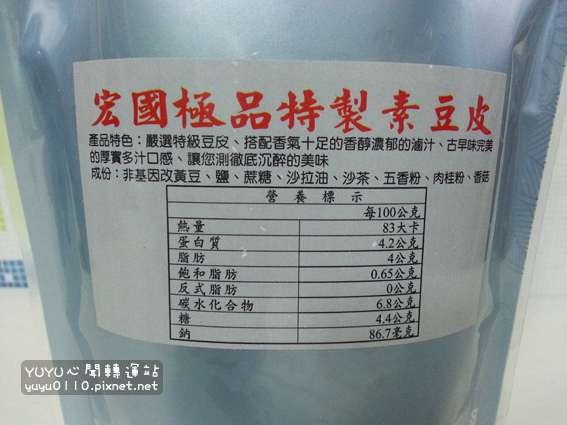 宏國極品特製素豆皮
產品特色：嚴選特級豆皮、搭配香氣十足的香醇濃郁的滷汁、古早味完美
的厚實多汁口感、讓您測徹底沉醉的美味
成份：非基因改黃豆、鹽、蔗糖、沙拉油、沙茶、五香粉、肉桂粉、香菇
營養標示
每100公克
熱量 83大卡
蛋白質 4.2公克
脂肪 4公克
飽和脂肪 0.65公克
反式脂肪 0公克
碳水化合物 6.8公克
糖 4.4公克
鈉 86.7毫克
YUYU心聞轉運站
yuyu0110.pixnet.net